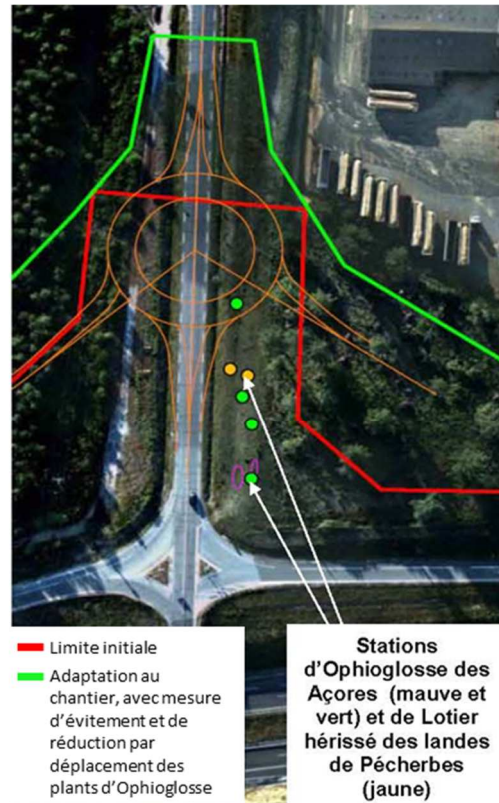 Limite initiale
Adaptation au
chantier, avec mesure
d'évitement et de
réduction par
déplacement des
plants d'Ophioglosse
Stations
d'Ophioglosse des
Açores (mauve et
vert) et de Lotier
hérissé des landes
de Pécherbes
(jaune)